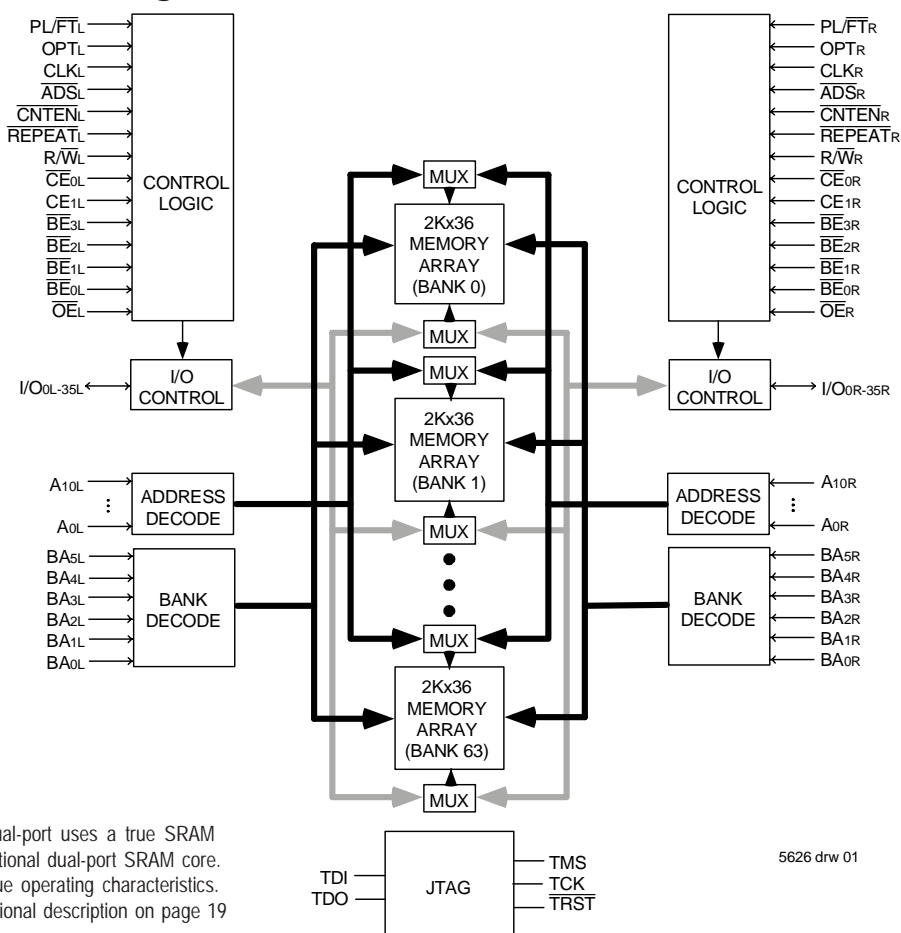 PL/FTL
OPTL
CLKL
ADSL
CNTENL
REPEATL
R/WL
CE0L
CE1L
BE3L
BE2L
BE1L
BE0L
OEL
CONTROL
LOGIC
I/O0L-35L
I/O
CONTROL
A10L
A0L
ADDRESS
DECODE
BA5L
BA4L
BA3L
BA2L
BA1L
BA0L
BANK
DECODE
MUX
2Kx36
MEMORY
ARRAY
(BANK 0)
MUX
MUX
2Kx36
MEMORY
ARRAY
(BANK 1)
MUX
MUX
2Kx36
MEMORY
ARRAY
(BANK 63)
MUX
CONTROL
LOGIC
PL/FTR
OPTR
CLKR
ADSR
CNTENR
REPEATR
R/WR
CE0R
CE1R
BE3R
BE2R
BE1R
BE0R
OER
I/O
CONTROL
I/O0R-35R
ADDRESS
DECODE
A10R
A0R
BANK
DECODE
BA5R
BA4R
BA3R
BA2R
BA1R
BA0R
ual-port uses a true SRAM
tional dual-port SRAM core.
ue operating characteristics.
ional description on page 19
TDI
TDO
JTAG
TMS
TCK
TRST
5626 drw 01